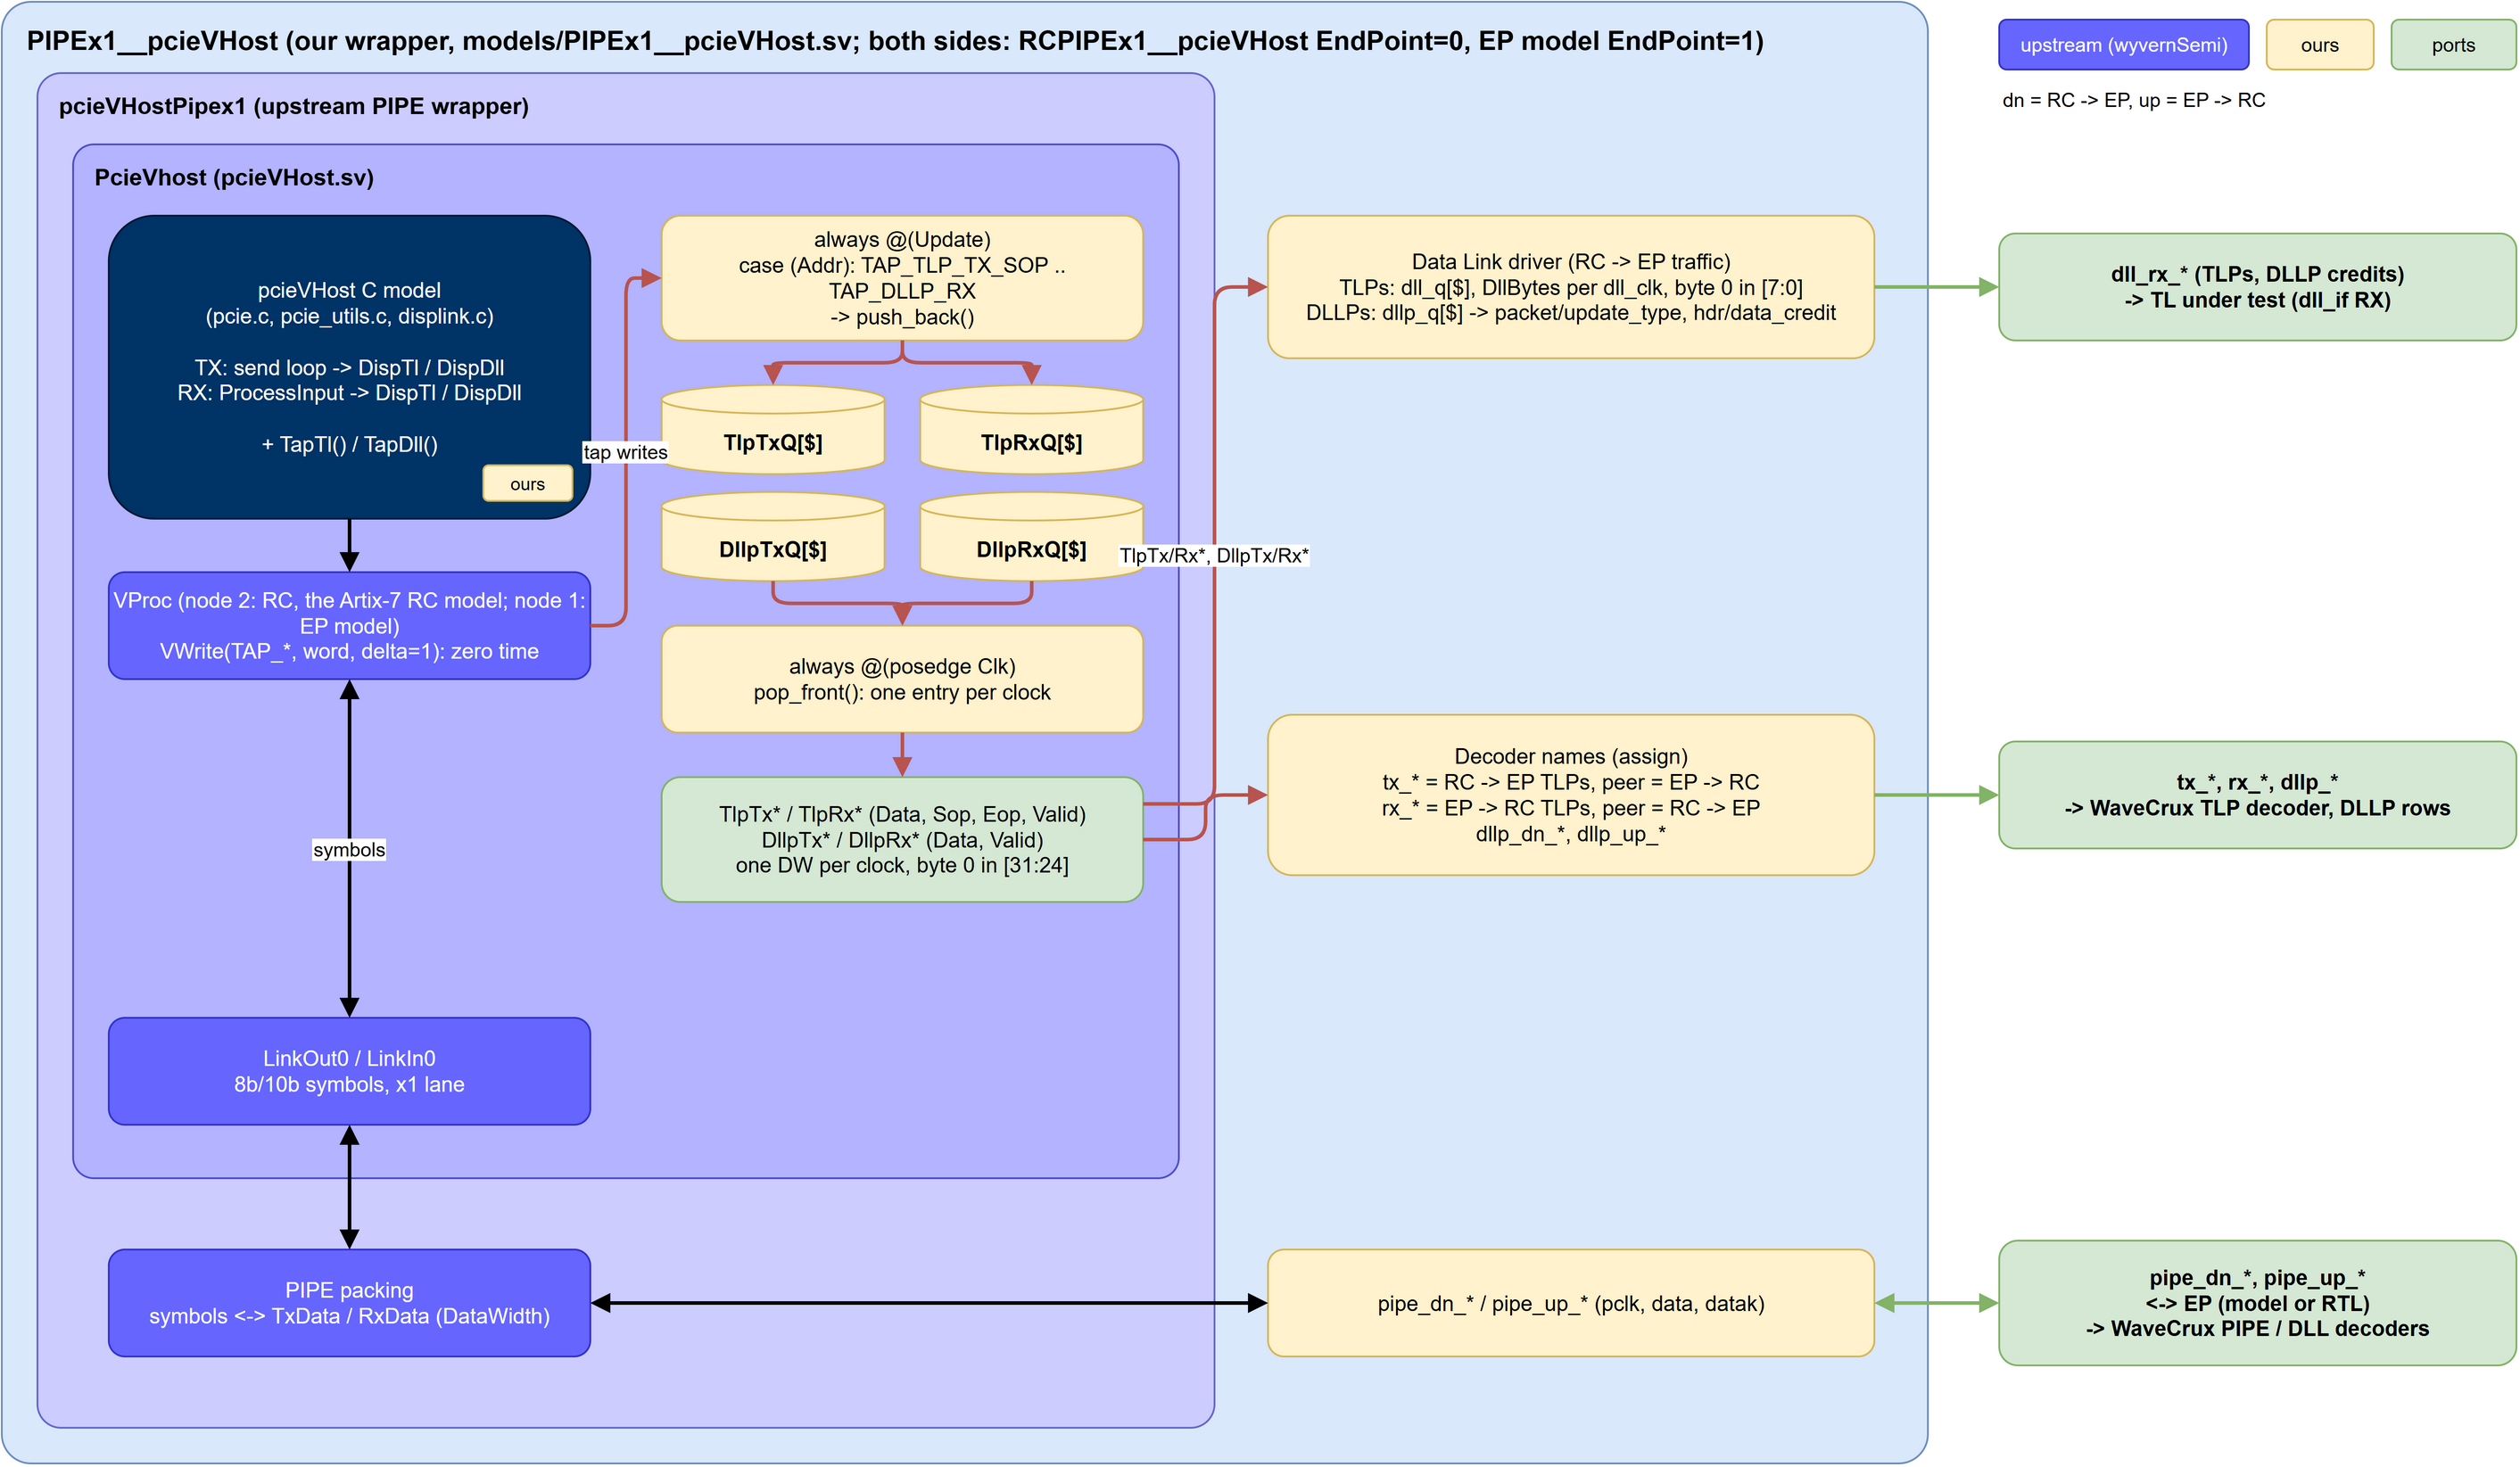 PIPEx1__pcieVHost (our wrapper, models/PIPEx1__pcieVHost.sv; both sides: RCPIPEx1__pcieVHost EndPoint=0, EP model EndPoint=1)
upstream (wyvernSemi)
ours
ports
dn = RC -> EP, up = EP -> RC
pcieVHostPipex1 (upstream PIPE wrapper)
PcieVhost (pcieVHost.sv)
pcieVHost C model
(pcie.c, pcie_utils.c, displink.c)
TX: send loop -> DispTl / DispDll
RX: ProcessInput -> DispTl / DispDll
+ TapTl() / TapDll()
ours
tap writes
always @(Update)
case (Addr): TAP_TLP_TX_SOP ..
TAP_DLLP_RX
-> push_back()
TlpTxQ[$]
TlpRxQ[$]
DllpTxQ[$]
DllpRxQ[$]
TlpTx/Rx*, DllpTx/Rx*
Data Link driver (RC -> EP traffic)
TLPs: dll_q[$], DllBytes per dll_clk, byte 0 in [7:0]
DLLPs: dllp_q[$] -> packet/update_type, hdr/data_credit
dll_rx_* (TLPs, DLLP credits)
-> TL under test (dll_if RX)
VProc (node 2: RC, the Artix-7 RC model; node 1:
EP model)
VWrite(TAP_*, word, delta=1): zero time
always @(posedge Clk)
pop_front(): one entry per clock
TlpTx* / TlpRx* (Data, Sop, Eop, Valid)
DllpTx* / DllpRx* (Data, Valid)
one DW per clock, byte 0 in [31:24]
Decoder names (assign)
tx_* = RC -> EP TLPs, peer = EP -> RC
rx_* = EP -> RC TLPs, peer = RC -> EP
dllp_dn_*, dllp_up_*
tx_*, rx_*, dllp_*
-> WaveCrux TLP decoder, DLLP rows
symbols
LinkOut0 / LinkIn0
8b/10b symbols, x1 lane
PIPE packing
symbols <-> TxData / RxData (DataWidth)
pipe_dn_* / pipe_up_* (pclk, data, datak)
pipe_dn_*, pipe_up_*
<-> EP (model or RTL)
-> WaveCrux PIPE / DLL decoders